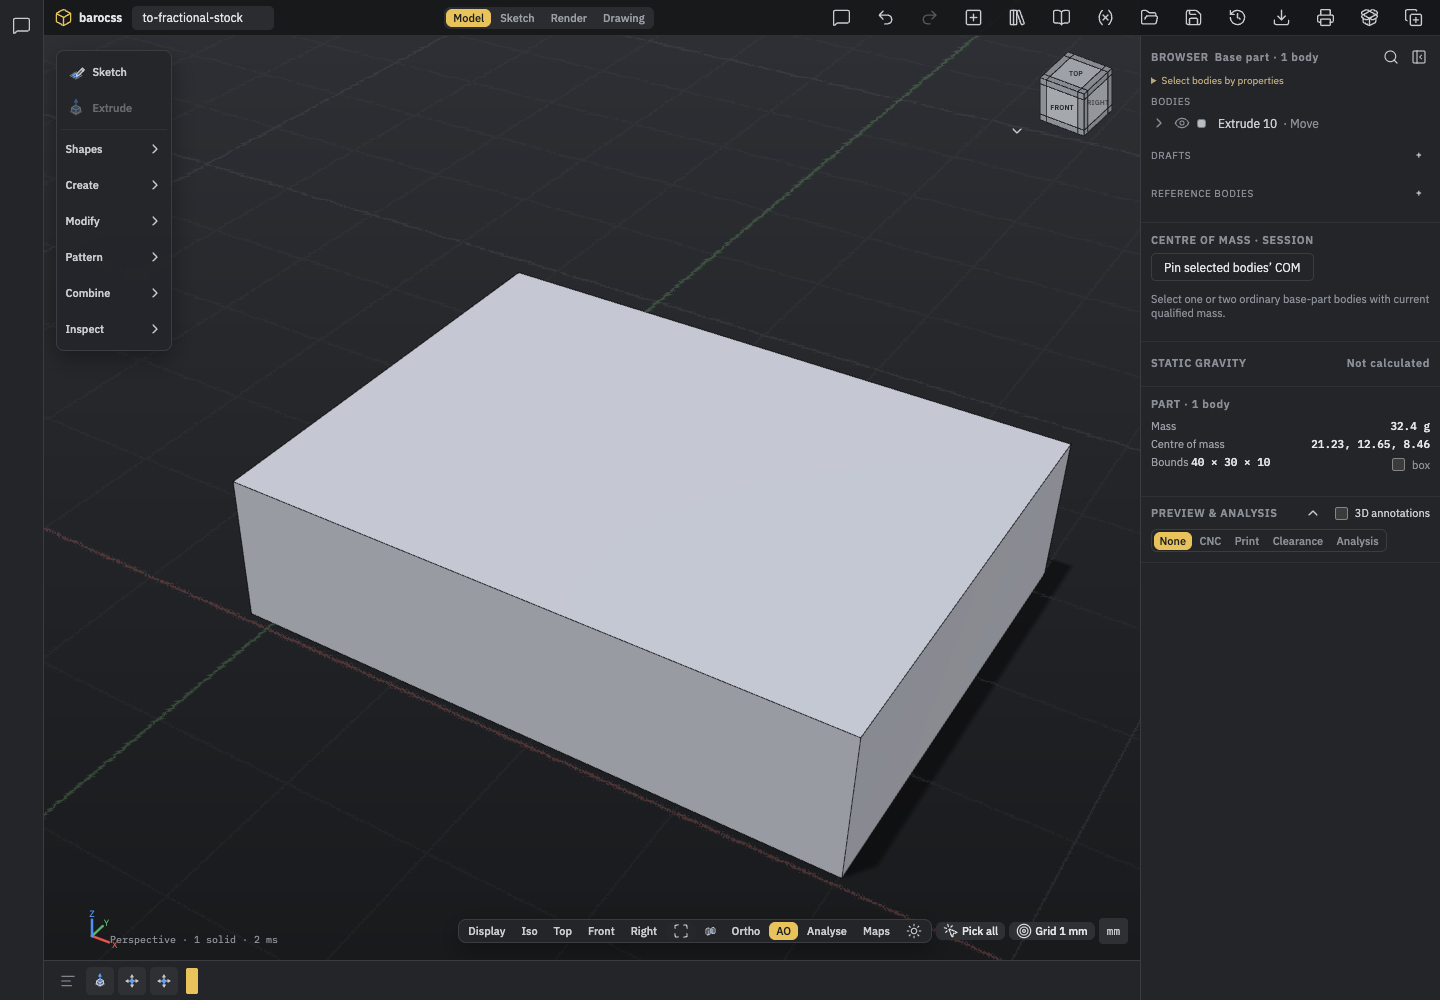 barocss
to-fractional-stock
Model Sketch Render Drawing
Sketch
Extrude
Shapes
Create
Modify
Pattern
Combine
Inspect
TOP
FRONT
RIGHT
BROWSER Base part · 1 body
Select bodies by properties
BODIES
Extrude 10 · Move
DRAFTS
REFERENCE BODIES
CENTRE OF MASS · SESSION
Pin selected bodies’ COM
Select one or two ordinary base-part bodies with current
qualified mass.
STATIC GRAVITY Not calculated
PART · 1 body
Mass 32.4 g
Centre of mass 21.23, 12.65, 8.46
Bounds 40 × 30 × 10 box
PREVIEW & ANALYSIS 3D annotations
None CNC Print Clearance Analysis
Z
Y
X
Perspective · 1 solid · 2 ms
Display Iso Top Front Right Ortho AO Analyse Maps Pick all Grid 1 mm mm